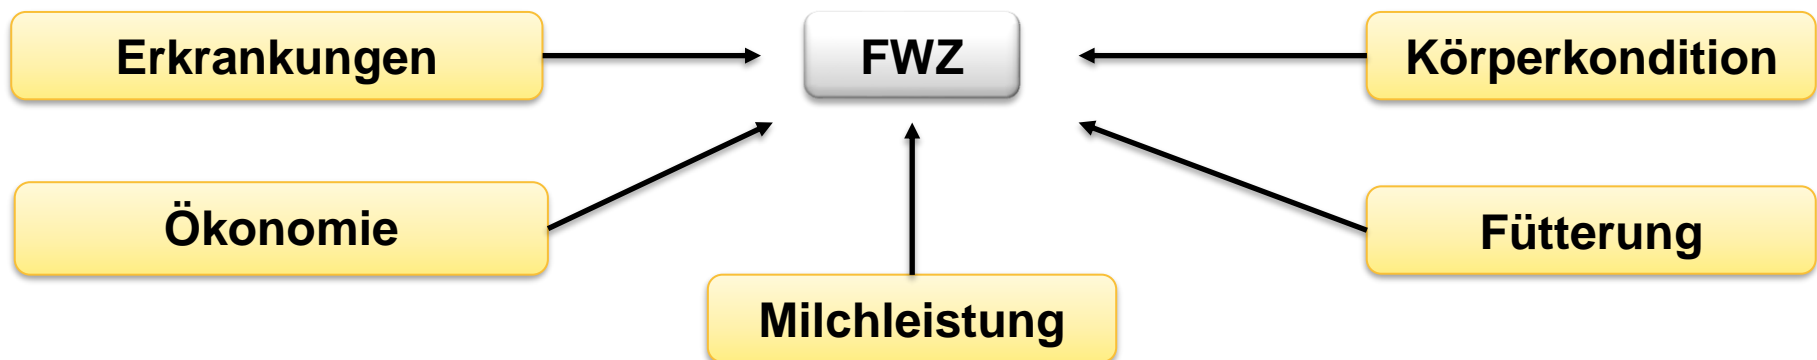 Erkrankungen
FWZ
Körperkondition
Ökonomie
Fütterung
Milchleistung